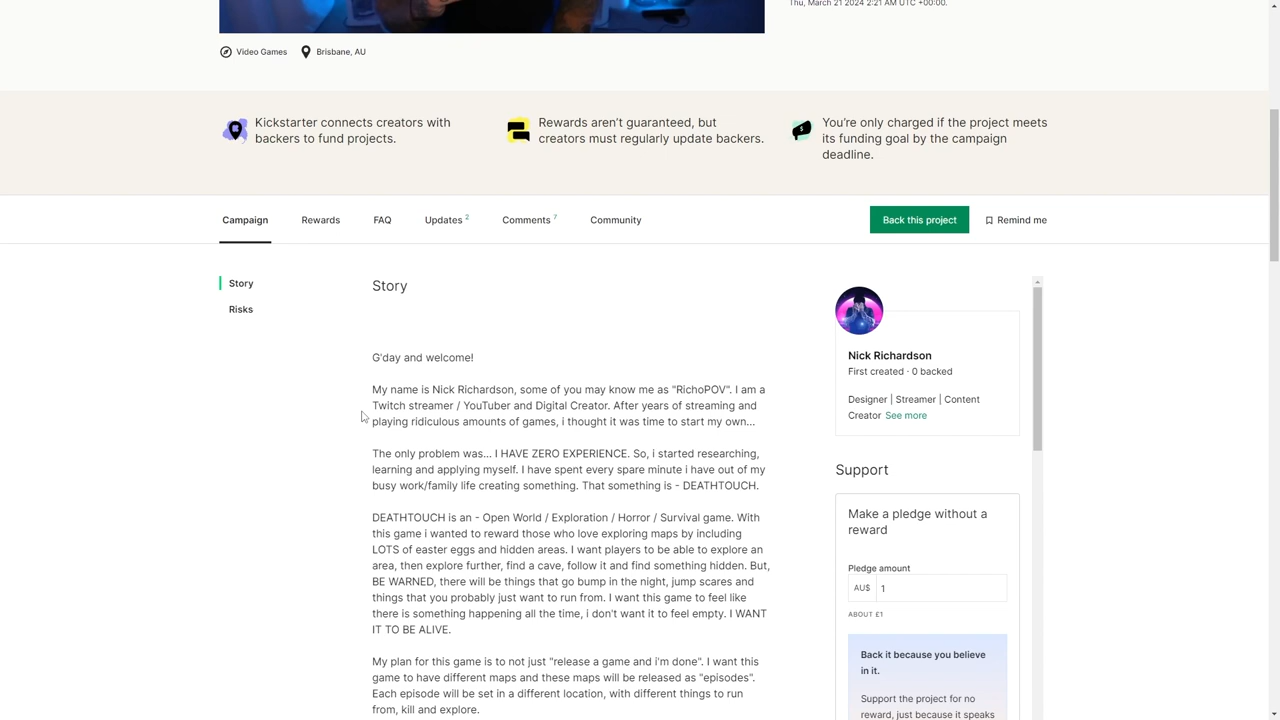 Thu, March 21 2024 2:21 AM UTC +00:00.
Video Games
Brisbane, AU
Kickstarter connects creators with
backers to fund projects.
Rewards aren't guaranteed, but
creators must regularly update backers.
You're only charged if the project meets
its funding goal by the campaign
deadline.
Campaign
Rewards
FAQ
Updates 2
Comments 7
Community
Back this project
Remind me
Story
Risks
Story
G'day and welcome!
My name is Nick Richardson, some of you may know me as "RichoPOV". I am a
Twitch streamer / YouTuber and Digital Creator. After years of streaming and
playing ridiculous amounts of games, i thought it was time to start my own...
The only problem was... I HAVE ZERO EXPERIENCE. So, i started researching,
learning and applying myself. I have spent every spare minute i have out of my
busy work/family life creating something. That something is - DEATHTOUCH.
DEATHTOUCH is an - Open World / Exploration / Horror / Survival game. With
this game i wanted to reward those who love exploring maps by including
LOTS of easter eggs and hidden areas. I want players to be able to explore an
area, then explore further, find a cave, follow it and find something hidden. But,
BE WARNED, there will be things that go bump in the night, jump scares and
things that you probably just want to run from. I want this game to feel like
there is something happening all the time, i don't want it to feel empty. I WANT
IT TO BE ALIVE.
My plan for this game is to not just "release a game and i'm done". I want this
game to have different maps and these maps will be released as "episodes".
Each episode will be set in a different location, with different things to run
from, kill and explore.
Nick Richardson
First created · 0 backed
Designer | Streamer | Content
Creator See more
Support
Make a pledge without a
reward
Pledge amount
AU$ 1
ABOUT £1
Back it because you believe
in it.
Support the project for no
reward, just because it speaks